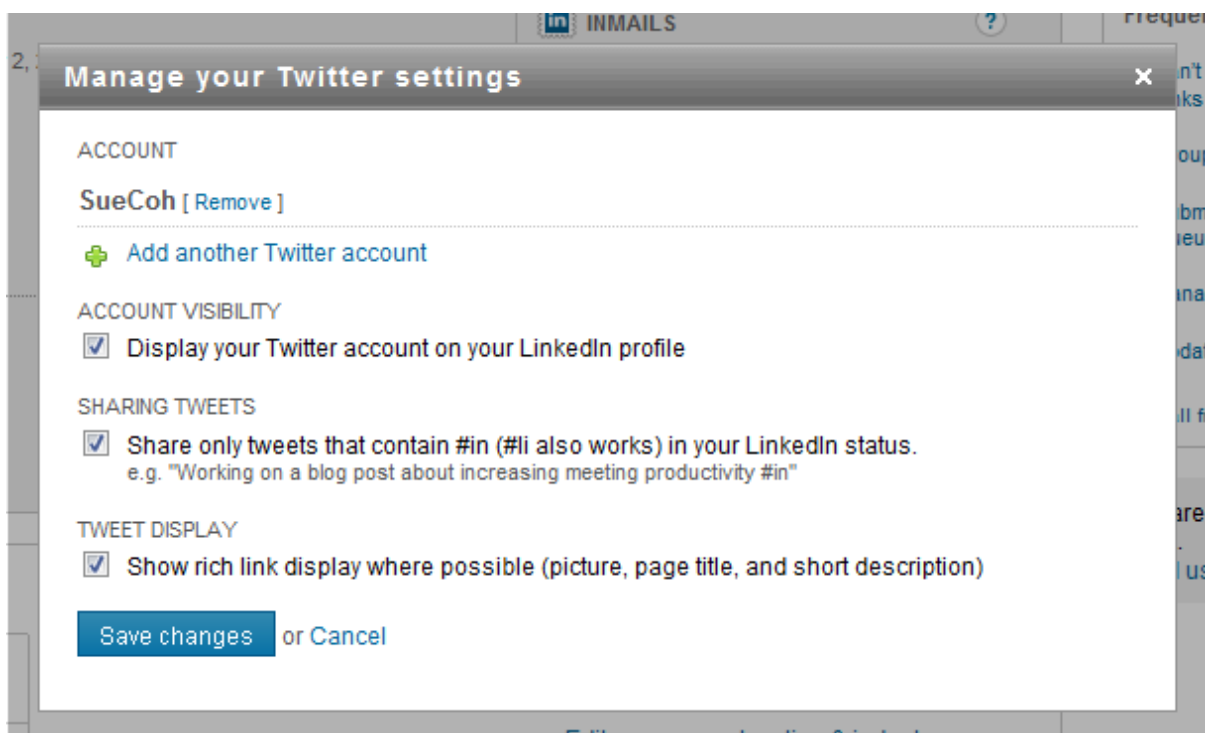 in INMAILS ?
2,
Manage your Twitter settings
ACCOUNT
SueCoh [ Remove ]
Add another Twitter account
ACCOUNT VISIBILITY
Display your Twitter account on your LinkedIn profile
SHARING TWEETS
Share only tweets that contain #in (#li also works) in your LinkedIn status.
e.g. "Working on a blog post about increasing meeting productivity #in"
TWEET DISPLAY
Show rich link display where possible (picture, page title, and short description)
Save changes or Cancel